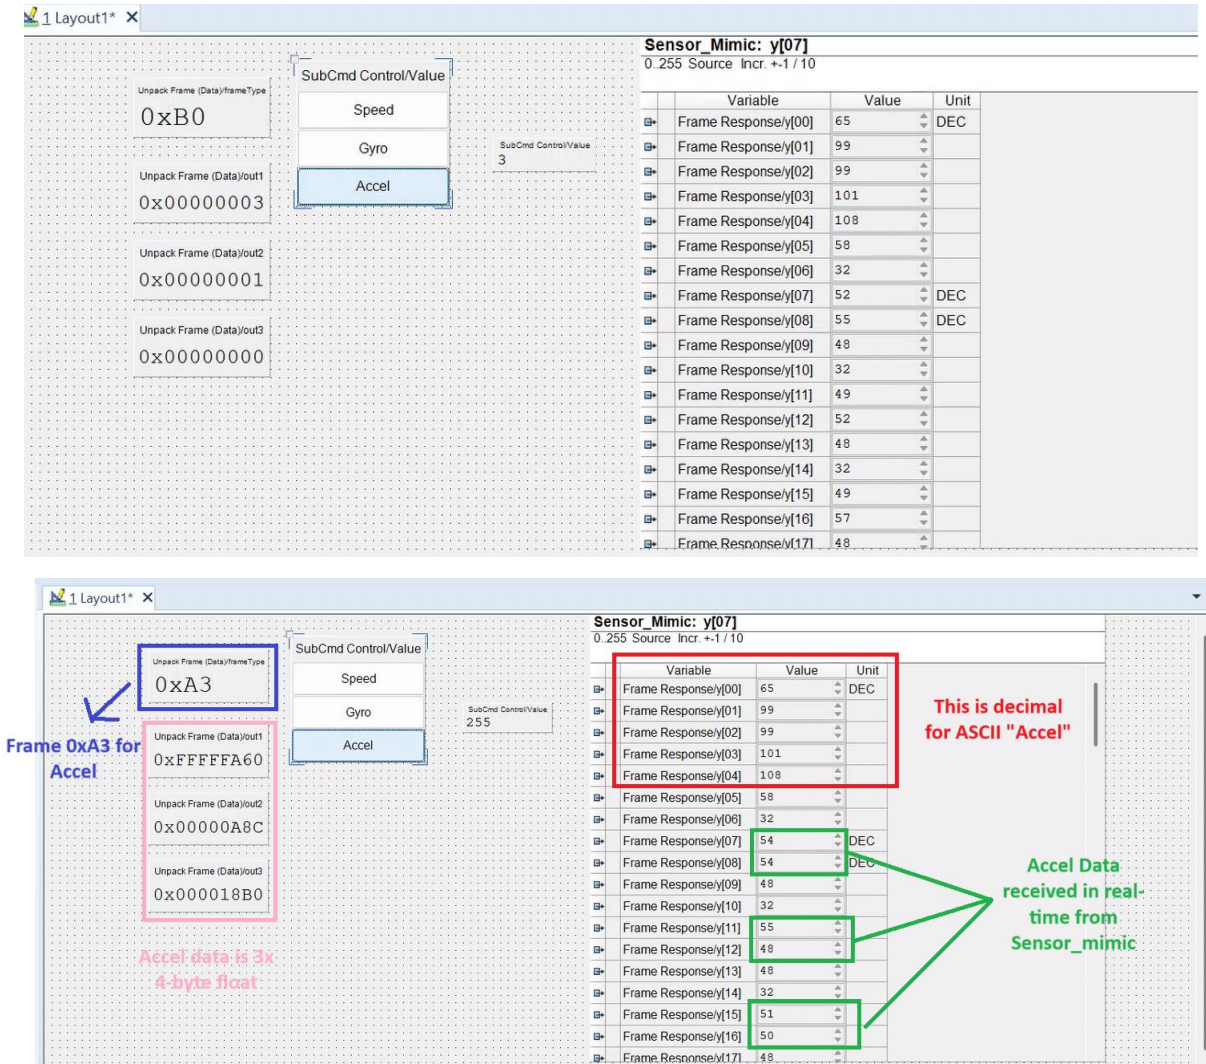 1 Layout1*
Sensor_Mimic: y[07]
0..255 Source Incr. +-1 / 10
Unpack Frame (Data)/frameType
0xB0
SubCmd Control/Value
Speed
Gyro
Accel
SubCmd Control/Value
3
Unpack Frame (Data)/out1
0x00000003
Unpack Frame (Data)/out2
0x00000001
Unpack Frame (Data)/out3
0x00000000
Variable Value Unit
Frame Response/y[00] 65 DEC
Frame Response/y[01] 99
Frame Response/y[02] 99
Frame Response/y[03] 101
Frame Response/y[04] 108
Frame Response/y[05] 58
Frame Response/y[06] 32
Frame Response/y[07] 52 DEC
Frame Response/y[08] 55 DEC
Frame Response/y[09] 48
Frame Response/y[10] 32
Frame Response/y[11] 49
Frame Response/y[12] 52
Frame Response/y[13] 48
Frame Response/y[14] 32
Frame Response/y[15] 49
Frame Response/y[16] 57
Frame Response/y[17] 48
1 Layout1*
Sensor_Mimic: y[07]
0..255 Source Incr. +-1 / 10
Unpack Frame (Data)/frameType
0xA3
Frame 0xA3 for
Accel
SubCmd Control/Value
Speed
Gyro
Accel
SubCmd Control/Value
255
Unpack Frame (Data)/out1
0xFFFFFA60
Unpack Frame (Data)/out2
0x00000A8C
Unpack Frame (Data)/out3
0x000018B0
Accel data is 3x
4-byte float
Variable Value Unit
Frame Response/y[00] 65 DEC
Frame Response/y[01] 99
Frame Response/y[02] 99
Frame Response/y[03] 101
Frame Response/y[04] 108
Frame Response/y[05] 58
Frame Response/y[06] 32
Frame Response/y[07] 54 DEC
Frame Response/y[08] 54 DEC
Frame Response/y[09] 48
Frame Response/y[10] 32
Frame Response/y[11] 55
Frame Response/y[12] 48
Frame Response/y[13] 48
Frame Response/y[14] 32
Frame Response/y[15] 51
Frame Response/y[16] 50
Frame Response/y[17] 48
This is decimal
for ASCII "Accel"
Accel Data
received in real-
time from
Sensor_mimic